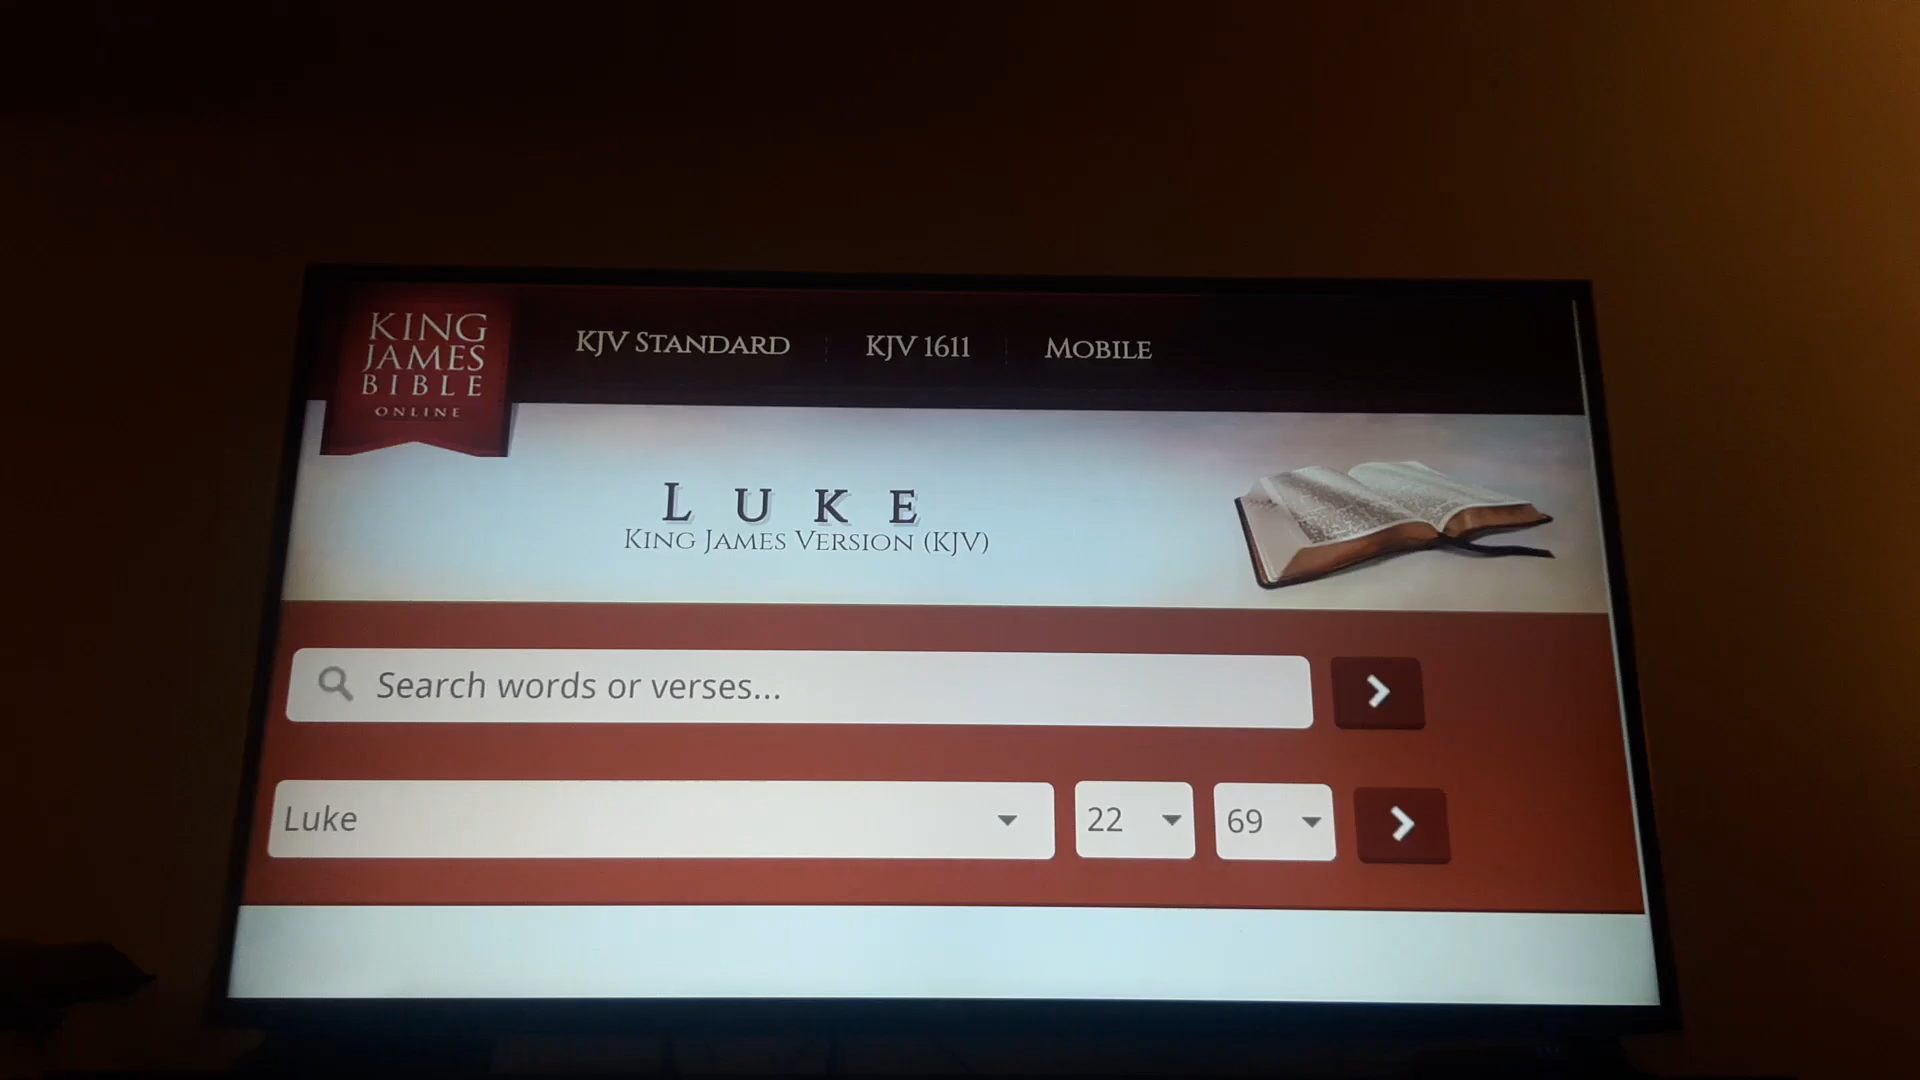 KING
JAMES
BIBLE
ONLINE
KJV STANDARD KJV 1611 MOBILE
LUKE
KING JAMES VERSION (KJV)
Search words or verses...
Luke 22 69